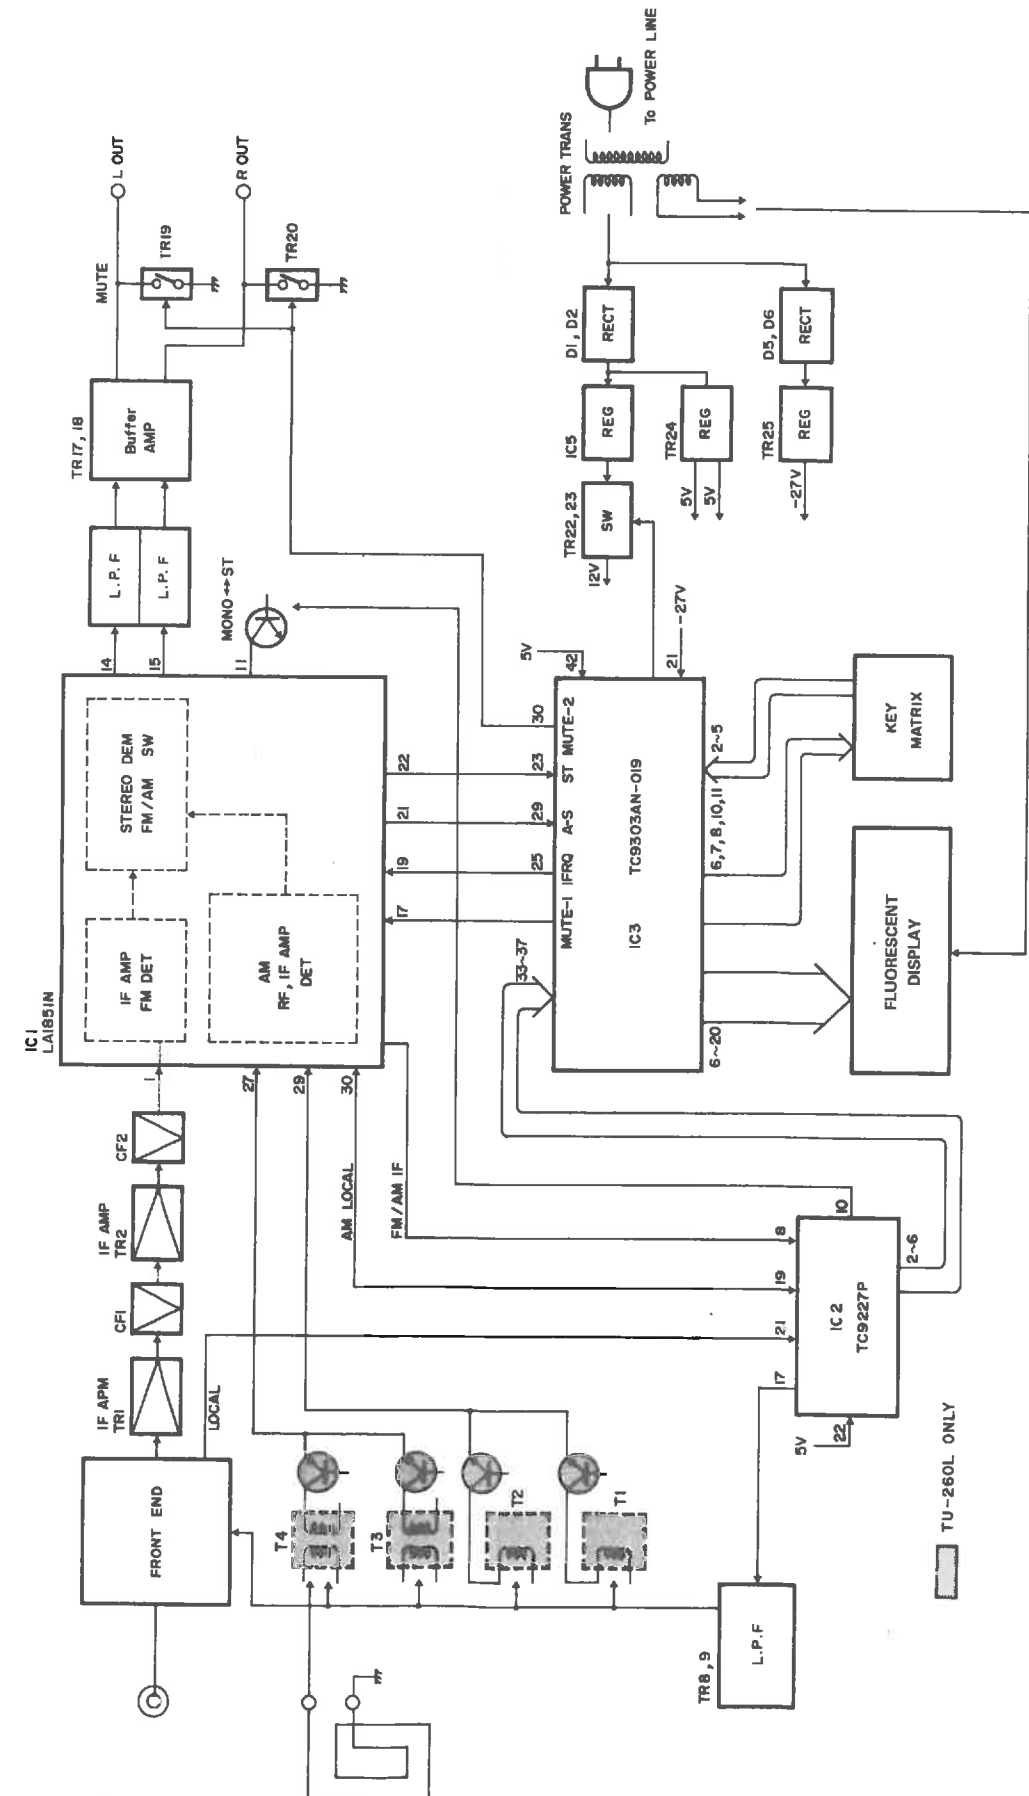 FRONT END
LOCAL
IF APM
TR1
CF1
IF AMP
TR2
CF2
1
IC1
LA1851N
IF AMP
FM DET
STEREO DEM
FM/AM SW
AM
RF, IF AMP
DET
14
15
11
L.P.F
L.P.F
TR17, 18
Buffer
AMP
MUTE
L OUT
TR19
R OUT
TR20
MONO↔ST
27
29
30
AM LOCAL
FM/AM IF
17
19
21
22
T4
T3
T2
T1
MUTE-1
IFRQ
25
A-S
29
ST
23
MUTE-2
30
33~37
IC3
TC9303AN-019
5V
42
21
-27V
6~20
6,7,8,10,11
2~5
FLUORESCENT
DISPLAY
KEY
MATRIX
TR22, 23
SW
12V
IC5
REG
D1, D2
RECT
TR24
REG
5V
5V
TR25
REG
-27V
D5, D6
RECT
POWER TRANS
To POWER LINE
IC2
TC9227P
17
21
19
8
10
2~6
5V
22
TR8, 9
L.P.F
TU-260L ONLY